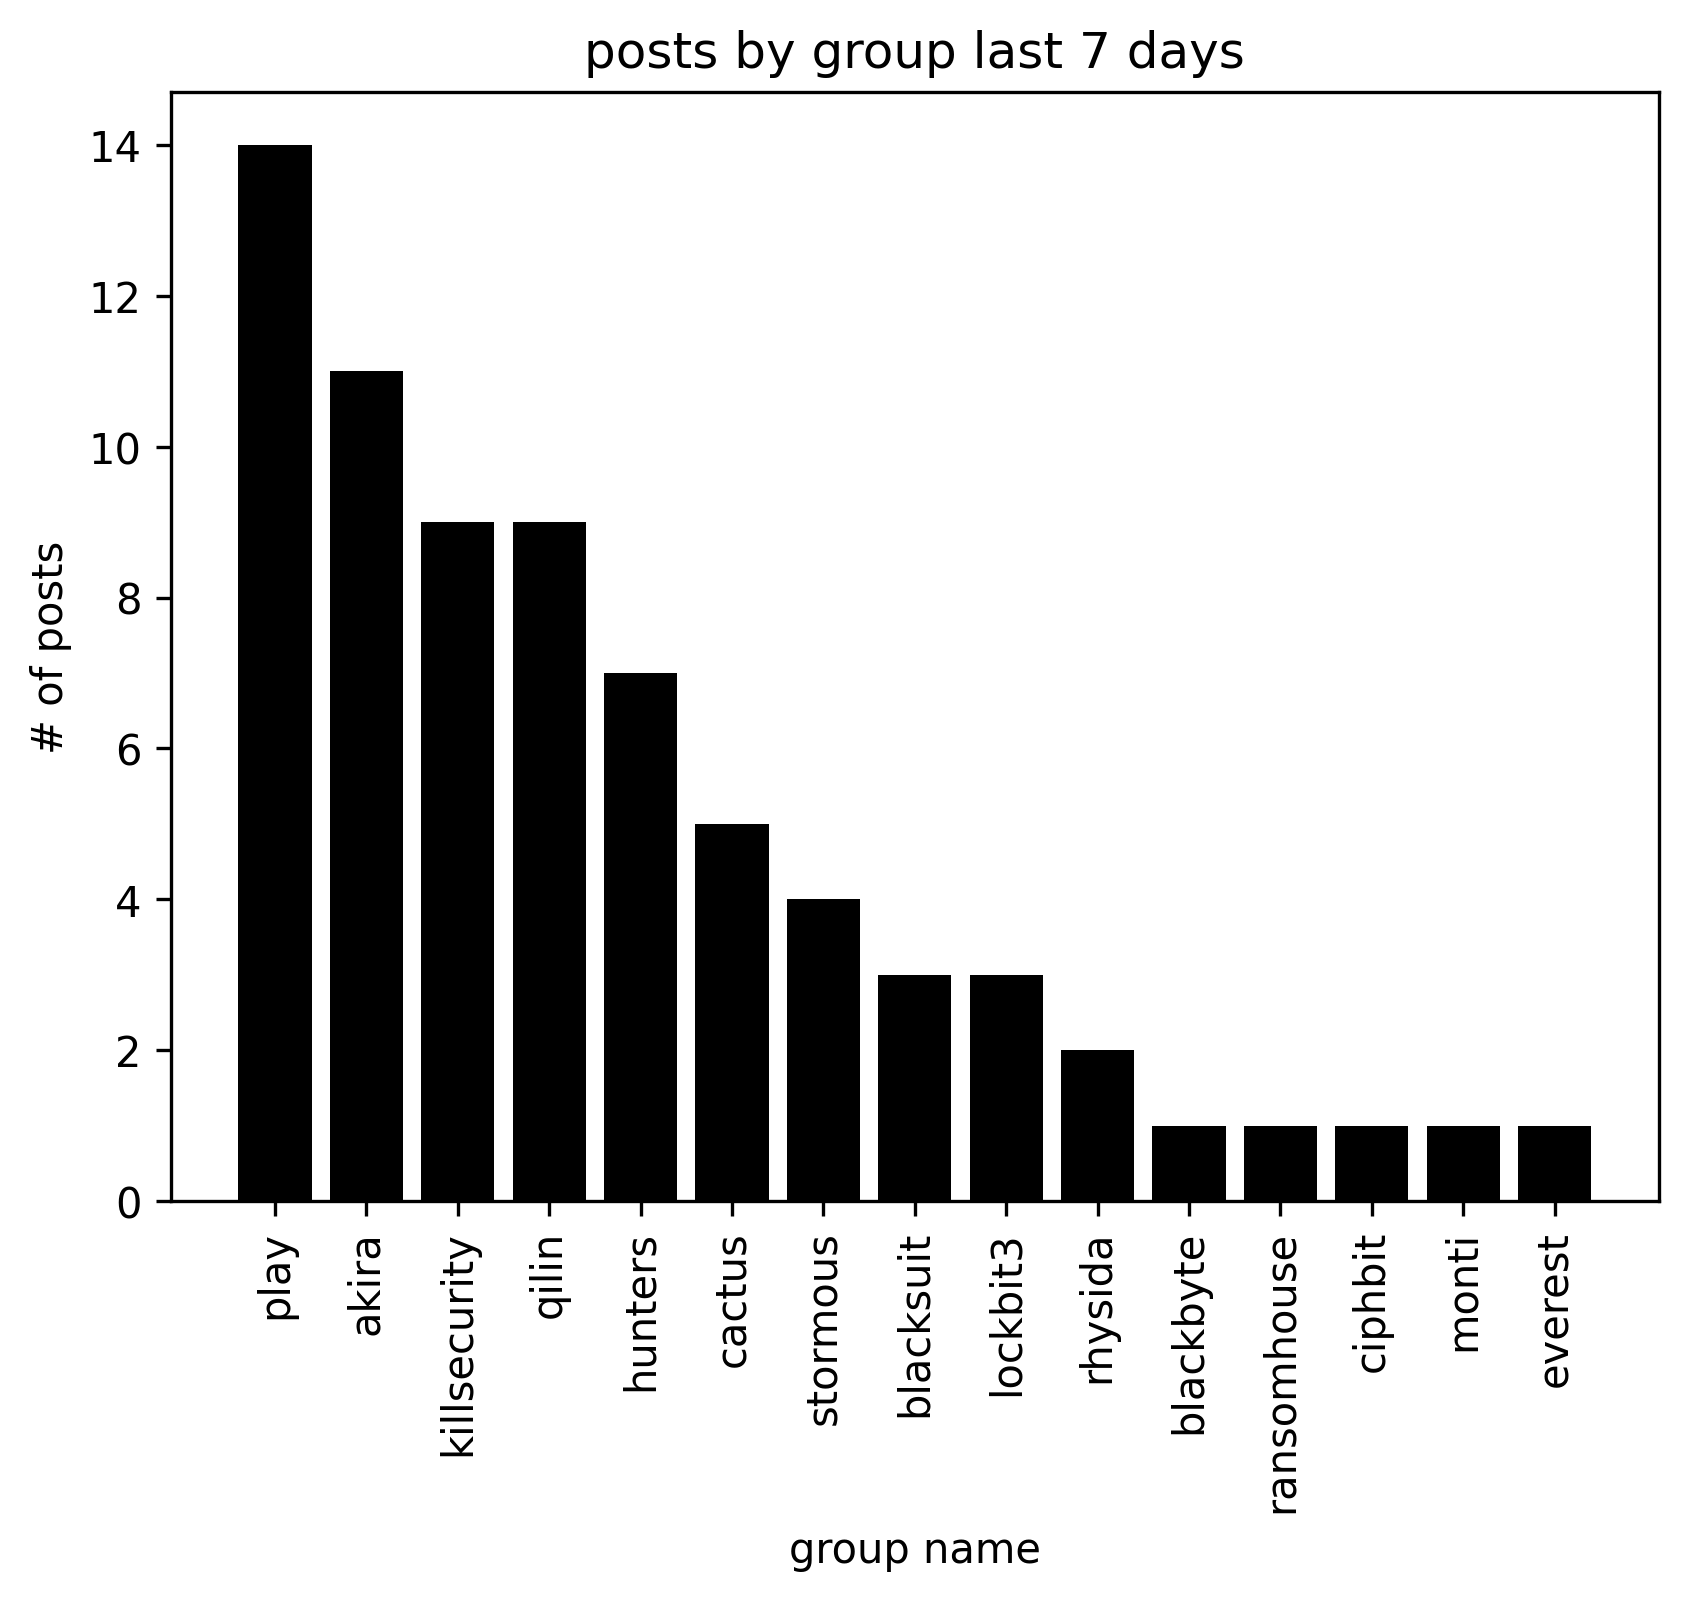 posts by group last 7 days
14
12
10
8
6
4
2
0
# of posts
play
akira
killsecurity
qilin
hunters
cactus
stormous
blacksuit
lockbit3
rhysida
blackbyte
ransomhouse
ciphbit
monti
everest
group name